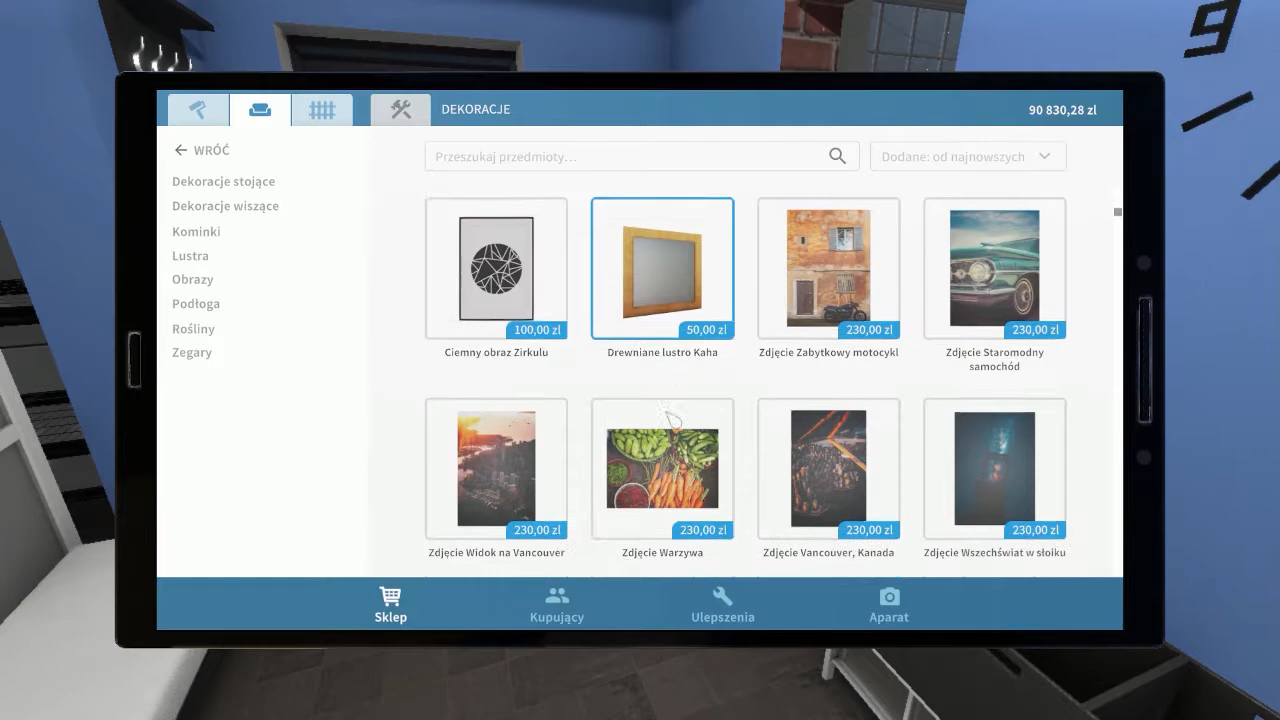 9
DEKORACJE
90 830,28 zl
WRÓĆ
Dekoracje stojące
Dekoracje wiszące
Kominki
Lustra
Obrazy
Podłoga
Rośliny
Zegary
Przeszukaj przedmioty...
Dodane: od najnowszych
100,00 zl
50,00 zl
230,00 zl
230,00 zl
Ciemny obraz Zirkulu
Drewniane lustro Kaha
Zdjęcie Zabytkowy motocykl
Zdjęcie Staromodny
samochód
230,00 zl
230,00 zl
230,00 zl
230,00 zl
Zdjęcie Widok na Vancouver
Zdjęcie Warzywa
Zdjęcie Vancouver, Kanada
Zdjęcie Wszechświat w słoiku
Sklep
Kupujący
Ulepszenia
Aparat